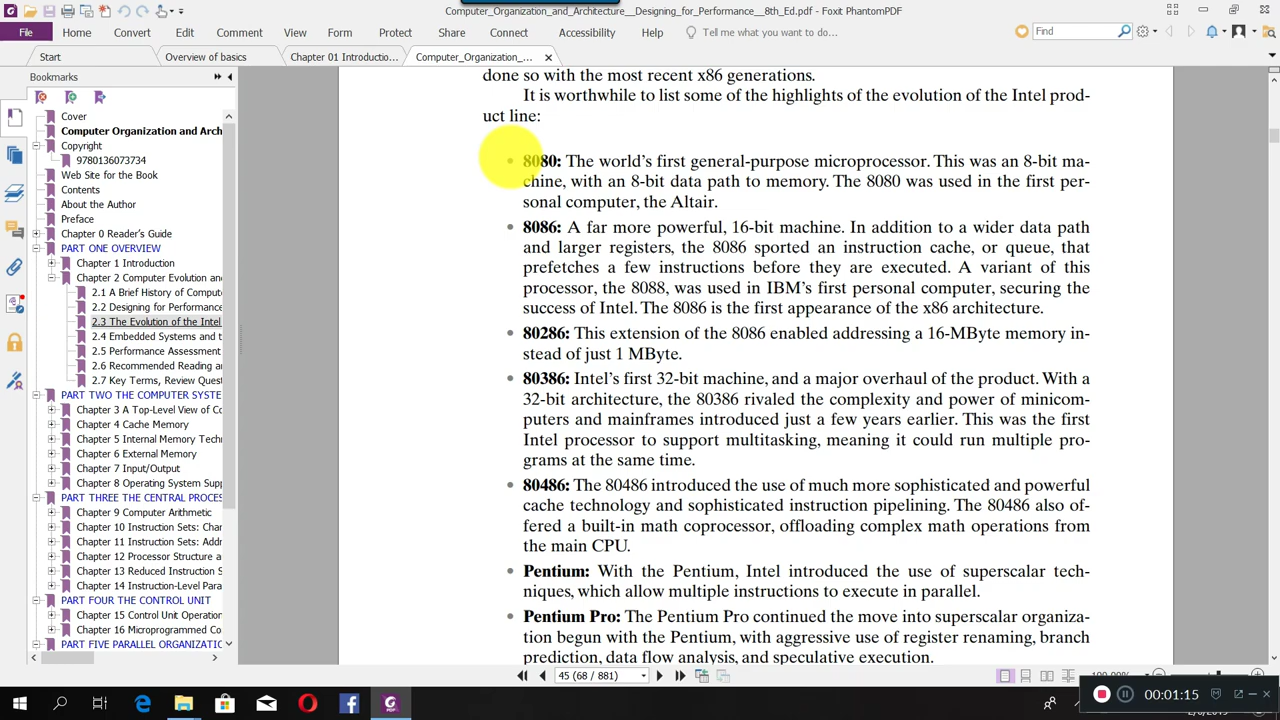 Computer_Organization_and_Architecture__Designing_for_Performance__8th_Ed.pdf - Foxit PhantomPDF
File Home Convert Edit Comment View Form Protect Share Connect Accessibility Help Tell me what you want to do... Find
Start Overview of basics Chapter 01 Introductio... Computer_Organization_...
Bookmarks
Cover
Computer Organization and Arch
Copyright
9780136073734
Web Site for the Book
Contents
About the Author
Preface
Chapter 0 Reader's Guide
PART ONE OVERVIEW
Chapter 1 Introduction
Chapter 2 Computer Evolution and
2.1 A Brief History of Compute
2.2 Designing for Performance
2.3 The Evolution of the Intel
2.4 Embedded Systems and t
2.5 Performance Assessment
2.6 Recommended Reading a
2.7 Key Terms, Review Quest
PART TWO THE COMPUTER SYSTE
Chapter 3 A Top-Level View of Co
Chapter 4 Cache Memory
Chapter 5 Internal Memory Techn
Chapter 6 External Memory
Chapter 7 Input/Output
Chapter 8 Operating System Supp
PART THREE THE CENTRAL PROCES
Chapter 9 Computer Arithmetic
Chapter 10 Instruction Sets: Char
Chapter 11 Instruction Sets: Addr
Chapter 12 Processor Structure a
Chapter 13 Reduced Instruction S
Chapter 14 Instruction-Level Para
PART FOUR THE CONTROL UNIT
Chapter 15 Control Unit Operation
Chapter 16 Microprogrammed Co
PART FIVE PARALLEL ORGANIZATIO
done so with the most recent x86 generations.
It is worthwhile to list some of the highlights of the evolution of the Intel prod-
uct line:
• 8080: The world's first general-purpose microprocessor. This was an 8-bit ma-
chine, with an 8-bit data path to memory. The 8080 was used in the first per-
sonal computer, the Altair.
• 8086: A far more powerful, 16-bit machine. In addition to a wider data path
and larger registers, the 8086 sported an instruction cache, or queue, that
prefetches a few instructions before they are executed. A variant of this
processor, the 8088, was used in IBM's first personal computer, securing the
success of Intel. The 8086 is the first appearance of the x86 architecture.
• 80286: This extension of the 8086 enabled addressing a 16-MByte memory in-
stead of just 1 MByte.
• 80386: Intel's first 32-bit machine, and a major overhaul of the product. With a
32-bit architecture, the 80386 rivaled the complexity and power of minicom-
puters and mainframes introduced just a few years earlier. This was the first
Intel processor to support multitasking, meaning it could run multiple pro-
grams at the same time.
• 80486: The 80486 introduced the use of much more sophisticated and powerful
cache technology and sophisticated instruction pipelining. The 80486 also of-
fered a built-in math coprocessor, offloading complex math operations from
the main CPU.
• Pentium: With the Pentium, Intel introduced the use of superscalar tech-
niques, which allow multiple instructions to execute in parallel.
• Pentium Pro: The Pentium Pro continued the move into superscalar organiza-
tion begun with the Pentium, with aggressive use of register renaming, branch
prediction, data flow analysis, and speculative execution.
45 (68 / 881)
00:01:15